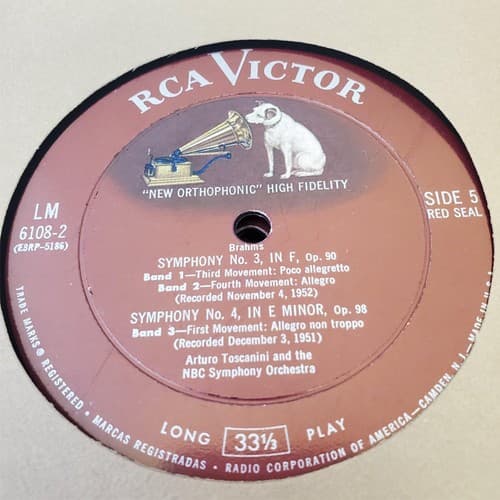 RCA VICTOR
"NEW ORTHOPHONIC" HIGH FIDELITY
LM
6108-2
(E3RP-5186)
SIDE 5
RED SEAL
Brahms
SYMPHONY No. 3, IN F, Op. 90
Band 1—Third Movement: Poco allegretto
Band 2—Fourth Movement: Allegro
(Recorded November 4, 1952)
SYMPHONY No. 4, IN E MINOR, Op. 98
Band 3—First Movement: Allegro non troppo
(Recorded December 3, 1951)
Arturo Toscanini and the
NBC Symphony Orchestra
LONG 33⅓ PLAY
TRADE MARKS ® REGISTERED • MARCAS REGISTRADAS • RADIO CORPORATION OF AMERICA—CAMDEN, N.J.—MADE IN U.S.A.